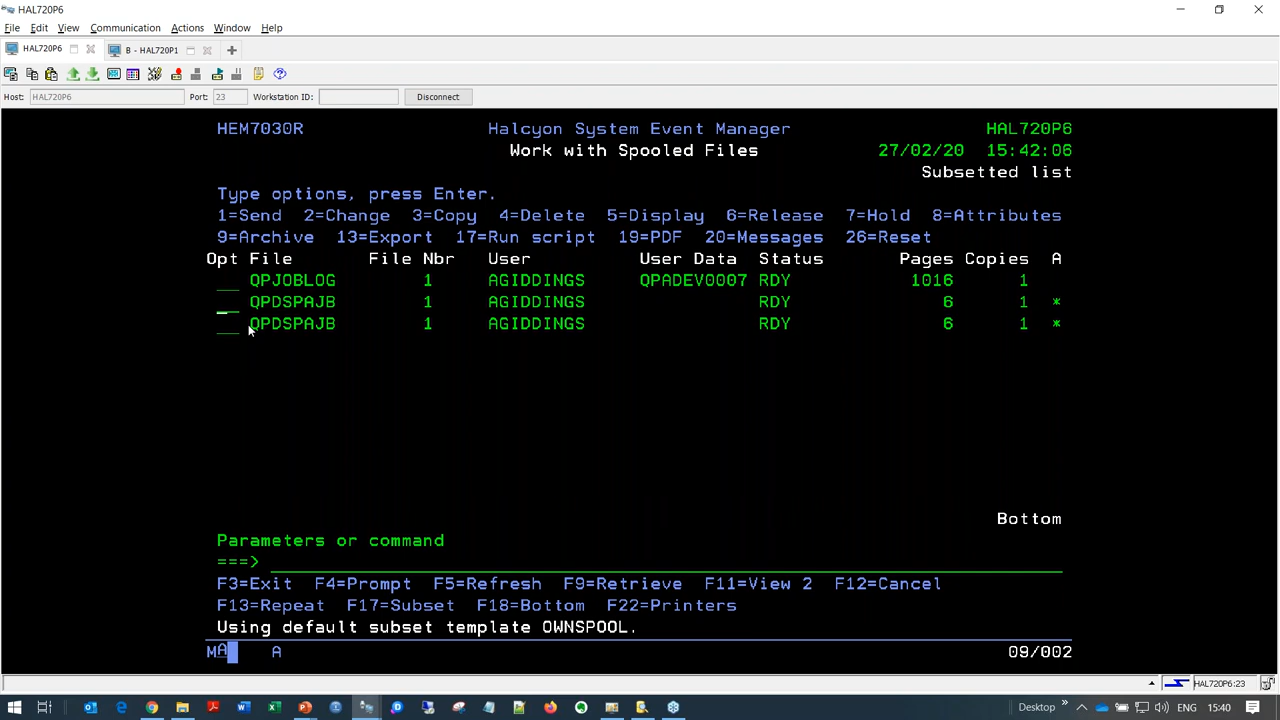 HAL720P6
File Edit View Communication Actions Window Help
HAL720P6 B - HAL720P1
Host: HAL720P6 Port: 23 Workstation ID: Disconnect
HEM7030R Halcyon System Event Manager HAL720P6
Work with Spooled Files 27/02/20 15:42:06
Subsetted list
Type options, press Enter.
1=Send 2=Change 3=Copy 4=Delete 5=Display 6=Release 7=Hold 8=Attributes
9=Archive 13=Export 17=Run script 19=PDF 20=Messages 26=Reset
Opt File File Nbr User User Data Status Pages Copies A
QPJOBLOG 1 AGIDDINGS QPADEV0007 RDY 1016 1
QPDSPAJB 1 AGIDDINGS RDY 6 1 *
QPDSPAJB 1 AGIDDINGS RDY 6 1 *
Bottom
Parameters or command
===>
F3=Exit F4=Prompt F5=Refresh F9=Retrieve F11=View 2 F12=Cancel
F13=Repeat F17=Subset F18=Bottom F22=Printers
Using default subset template OWNSPOOL.
MA A 09/002
HAL720P6:23
Desktop ENG 15:40